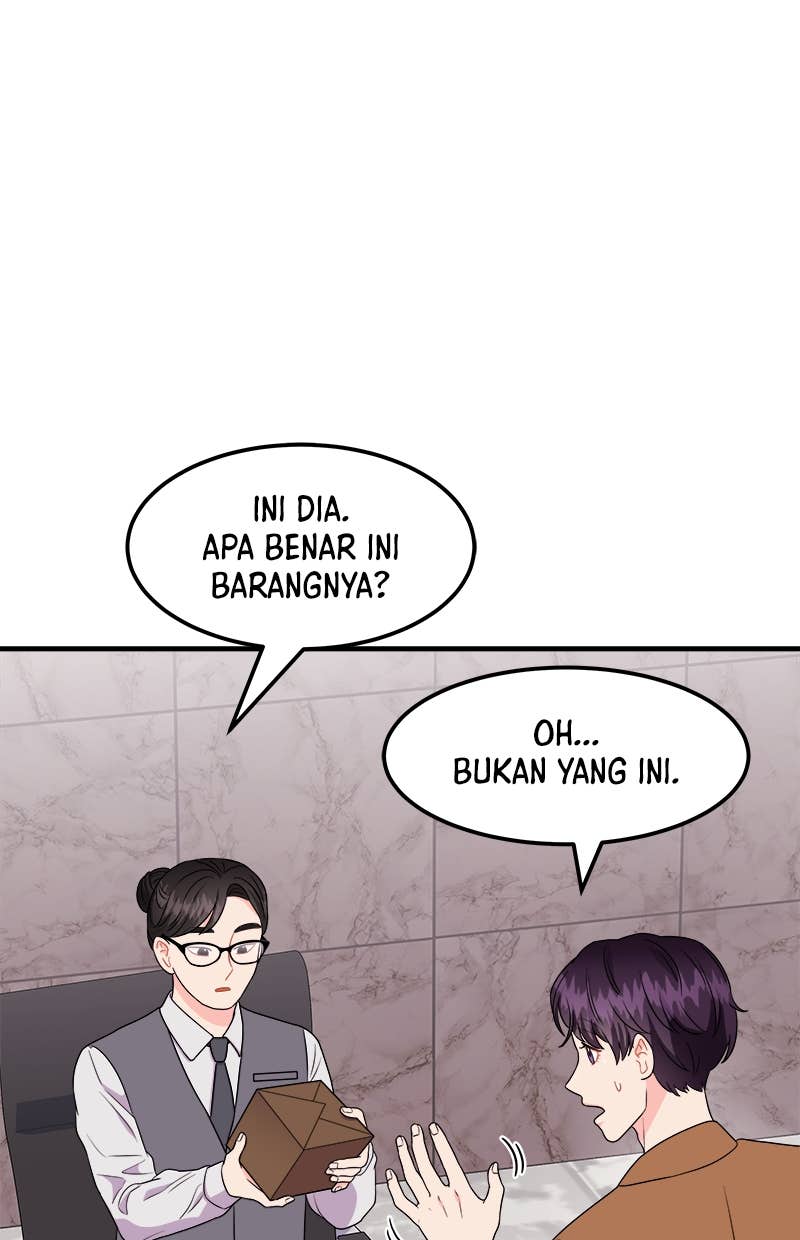 INI DIA.
APA BENAR INI
BARANGNYA?
OH...
BUKAN YANG INI.